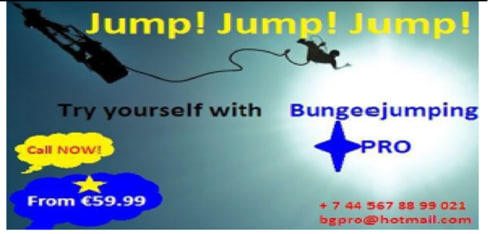 Jump! Jump! Jump!
Try yourself with Bungeejumping
PRO
Call NOW!
From €59.99
+ 7 44 567 88 99 021
bgpro@hotmail.com